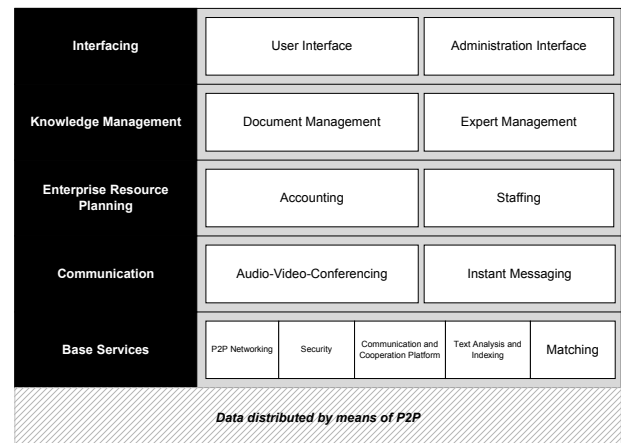 Interfacing
User Interface
Administration Interface
Knowledge Management
Document Management
Expert Management
Enterprise Resource
Planning
Accounting
Staffing
Communication
Audio-Video-Conferencing
Instant Messaging
Base Services
P2P Networking
Security
Communication and
Cooperation Platform
Text Analysis and
Indexing
Matching
Data distributed by means of P2P